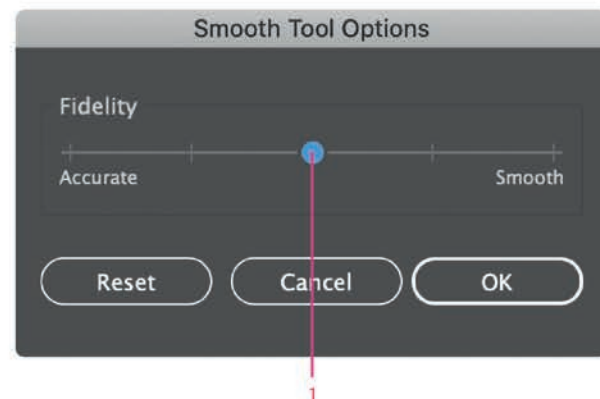 Smooth Tool Options
Fidelity
Accurate Smooth
Reset Cancel OK
1